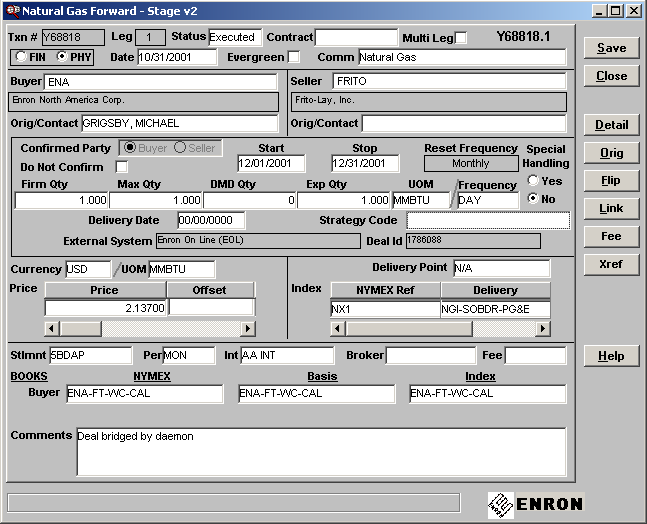 Natural Gas Forward - Stage v2
Txn # Y68818 Leg 1 Status Executed Contract Multi Leg Y68818.1
FIN PHY Date 10/31/2001 Evergreen Comm Natural Gas
Save
Close
Buyer ENA Seller FRITO
Enron North America Corp. Frito-Lay, Inc.
Orig/Contact GRIGSBY, MICHAEL Orig/Contact
Detail
Orig
Flip
Link
Fee
Xref
Confirmed Party Buyer Seller Start Stop Reset Frequency Special Handling
Do Not Confirm 12/01/2001 12/31/2001 Monthly Yes
Firm Qty Max Qty DMD Qty Exp Qty UOM /Frequency No
1.000 1.000 0 1.000 MMBTU DAY
Delivery Date 00/00/0000 Strategy Code
External System Enron On Line (EOL) Deal Id 1786088
Currency USD /UOM MMBTU Delivery Point N/A
Price Price Offset Index NYMEX Ref Delivery
2.13700 NX1 NGI-SOBDR-PG&E
Stlmnt 5BDAP Per MON Int AA INT Broker Fee
Help
BOOKS NYMEX Basis Index
Buyer ENA-FT-WC-CAL ENA-FT-WC-CAL ENA-FT-WC-CAL
Comments Deal bridged by daemon
ENRON